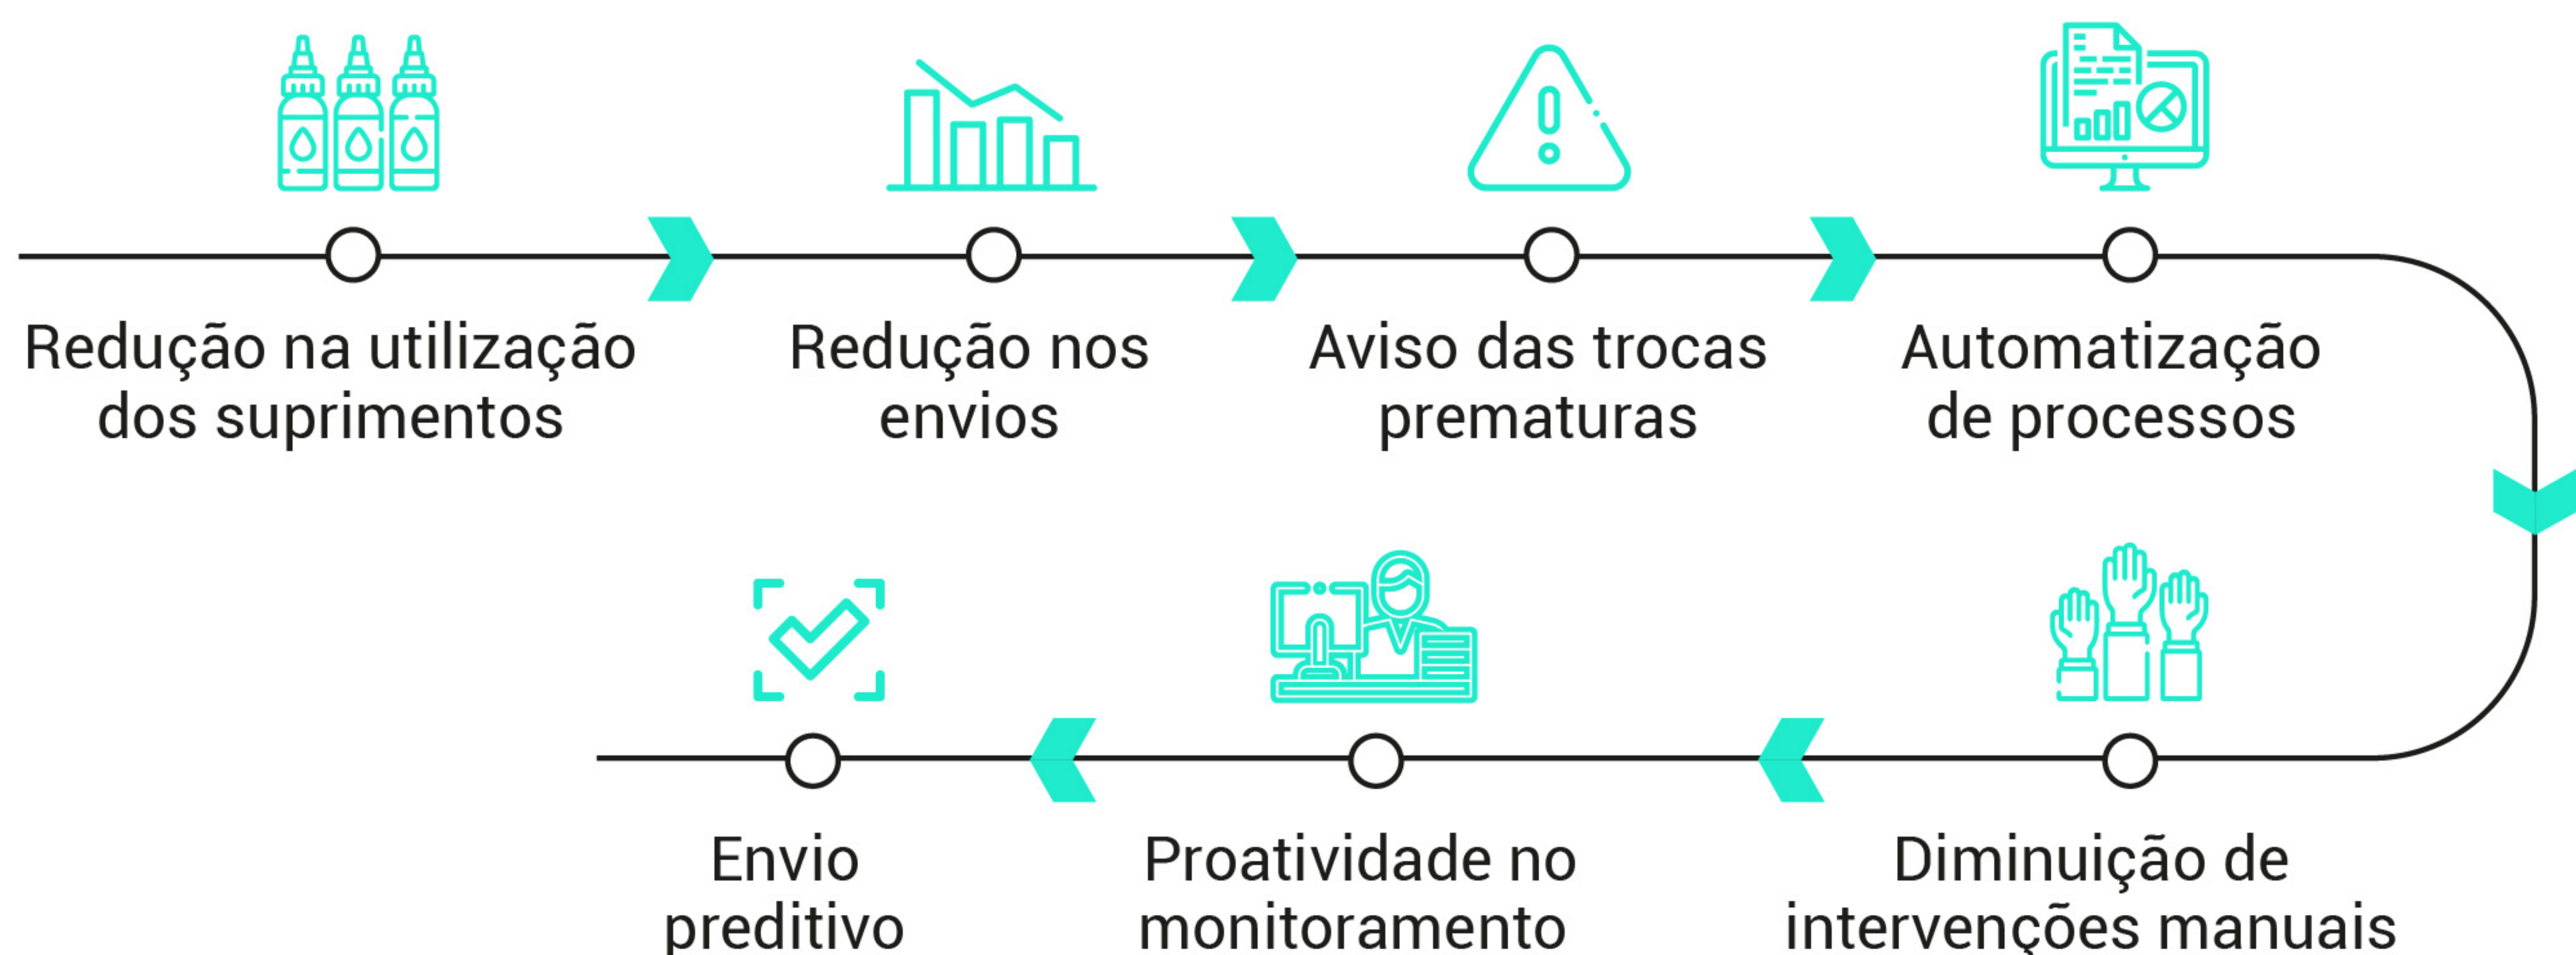 Redução na utilização
dos suprimentos
Redução nos
envios
Aviso das trocas
prematuras
Automatização
de processos
Diminuição de
intervenções manuais
Proatividade no
monitoramento
Envio
preditivo